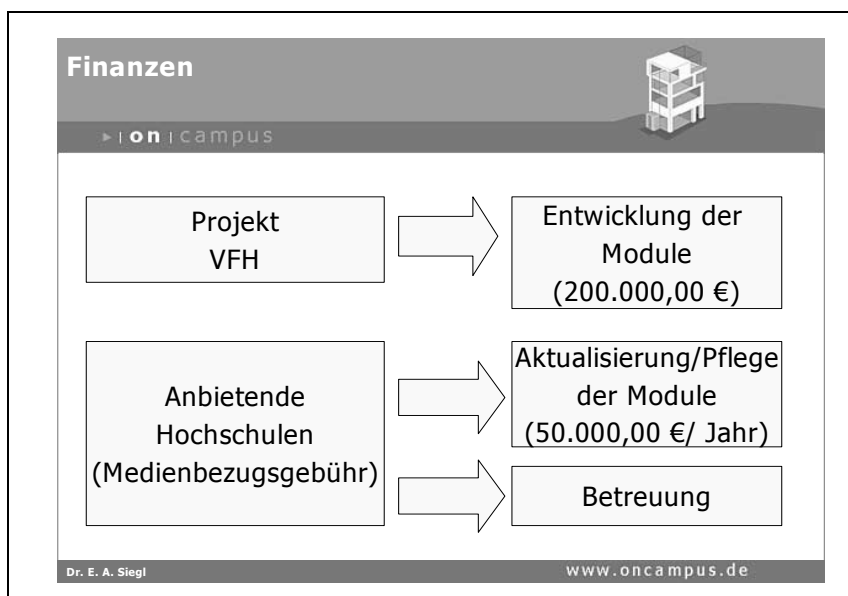 Finanzen
on campus
Projekt
VFH
Entwicklung der
Module
(200.000,00 €)
Anbietende
Hochschulen
(Medienbezugsgebühr)
Aktualisierung/Pflege
der Module
(50.000,00 €/ Jahr)
Betreuung
Dr. E. A. Siegl
www.oncampus.de